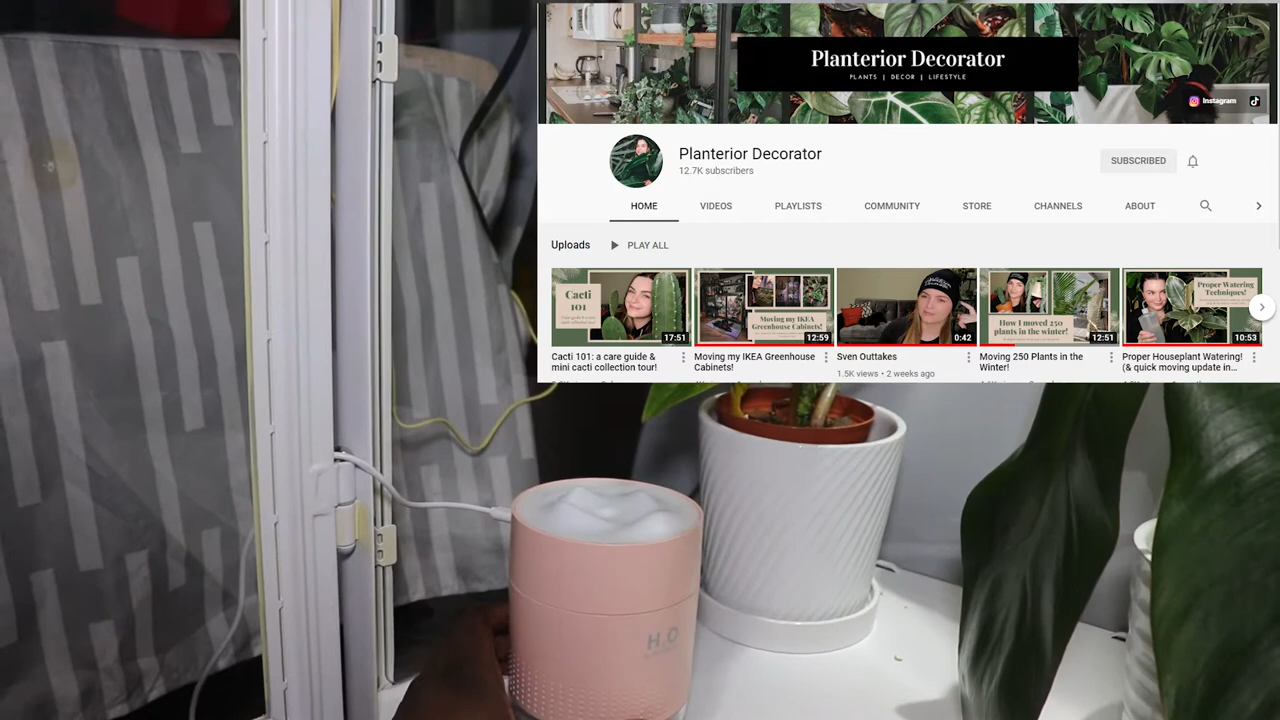 Planterior Decorator
PLANTS | DECOR | LIFESTYLE
Instagram
Planterior Decorator
12.7K subscribers
SUBSCRIBED
HOME
VIDEOS
PLAYLISTS
COMMUNITY
STORE
CHANNELS
ABOUT
Uploads
PLAY ALL
Cacti
101
17:51
Moving my IKEA
Greenhouse Cabinets!
12:59
0:42
How I moved 250
plants in the winter!
12:51
Proper Watering
Techniques!
10:53
Cacti 101: a care guide &
mini cacti collection tour!
Moving my IKEA Greenhouse
Cabinets!
Sven Outtakes
1.5K views • 2 weeks ago
Moving 250 Plants in the
Winter!
Proper Houseplant Watering!
(& quick moving update in...
H2O